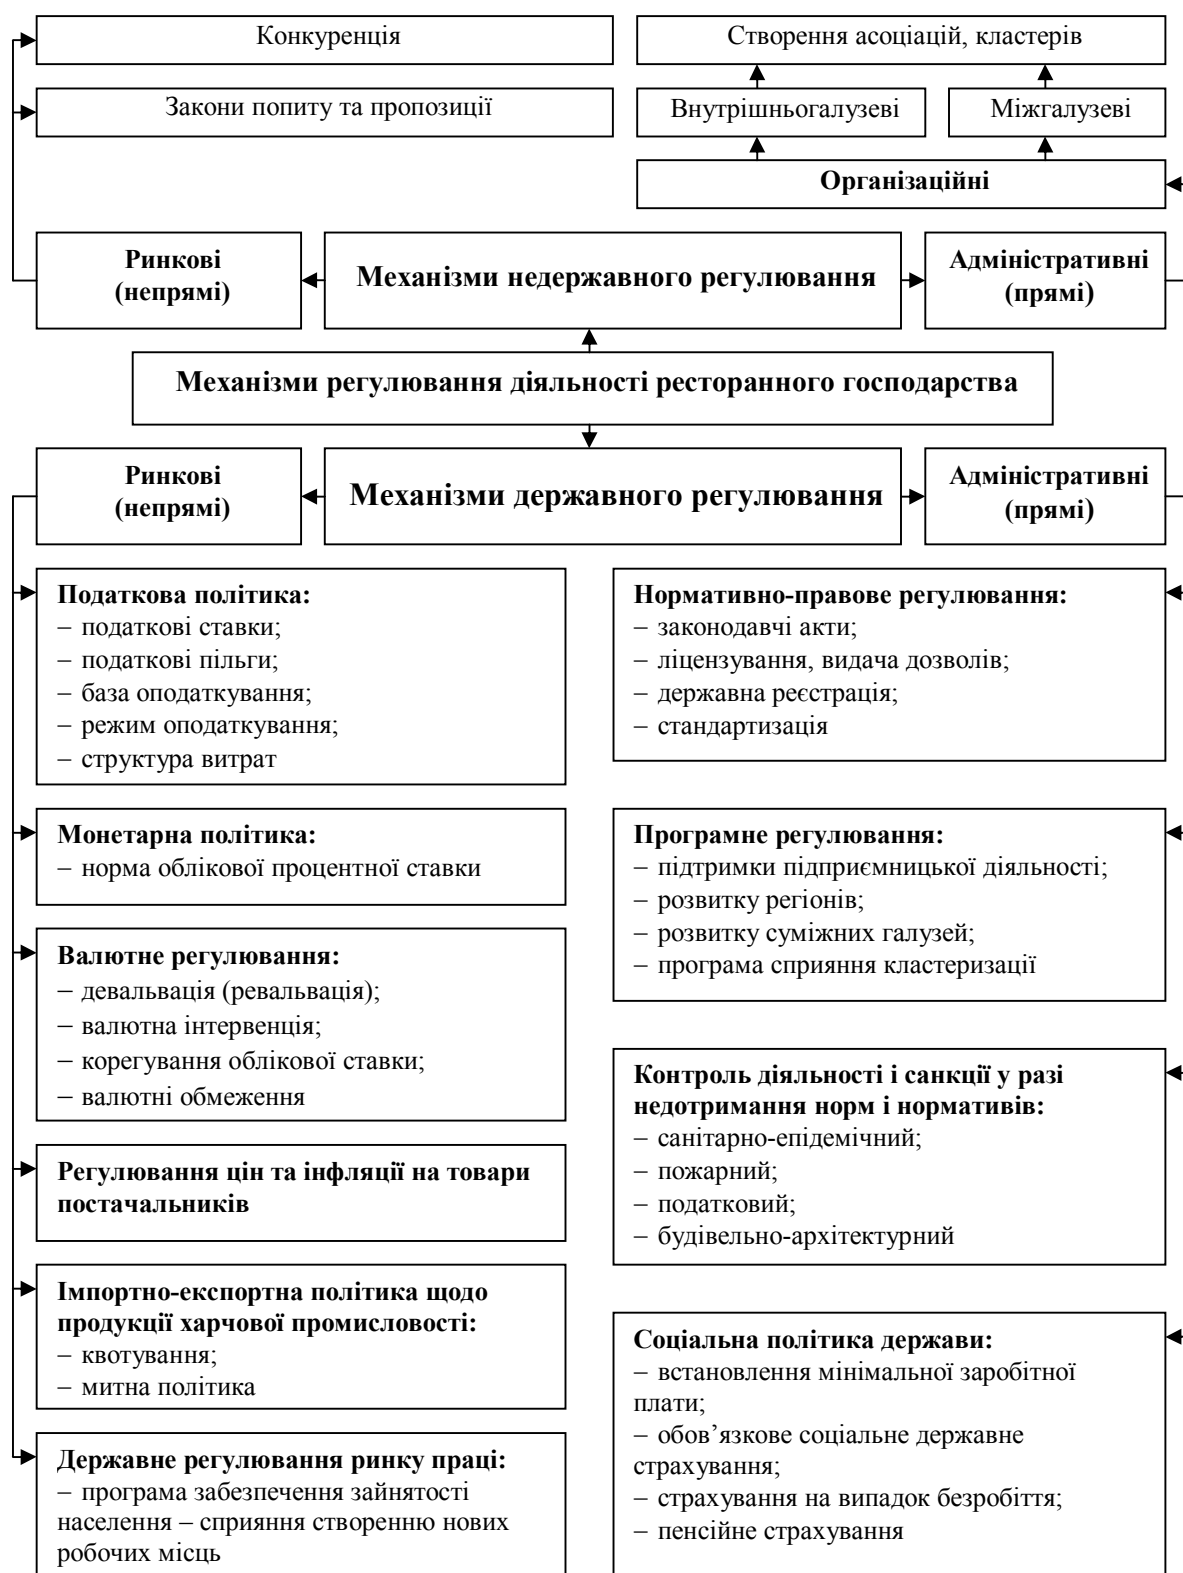 Конкуренція
Створення асоціацій, кластерів
Закони попиту та пропозиції
Внутрішньогалузеві
Міжгалузеві
Організаційні
Ринкові
(непрямі)
Механізми недержавного регулювання
Адміністративні
(прямі)
Механізми регулювання діяльності ресторанного господарства
Ринкові
(непрямі)
Механізми державного регулювання
Адміністративні
(прямі)
Податкова політика:
– податкові ставки;
– податкові пільги;
– база оподаткування;
– режим оподаткування;
– структура витрат
Монетарна політика:
– норма облікової процентної ставки
Валютне регулювання:
– девальвація (ревальвація);
– валютна інтервенція;
– корегування облікової ставки;
– валютні обмеження
Регулювання цін та інфляції на товари
постачальників
Імпортно-експортна політика щодо
продукції харчової промисловості:
– квотування;
– митна політика
Державне регулювання ринку праці:
– програма забезпечення зайнятості
населення – сприяння створенню нових
робочих місць
Нормативно-правове регулювання:
– законодавчі акти;
– ліцензування, видача дозволів;
– державна реєстрація;
– стандартизація
Програмне регулювання:
– підтримки підприємницької діяльності;
– розвитку регіонів;
– розвитку суміжних галузей;
– програма сприяння кластеризації
Контроль діяльності і санкції у разі
недотримання норм і нормативів:
– санітарно-епідемічний;
– пожарний;
– податковий;
– будівельно-архітектурний
Соціальна політика держави:
– встановлення мінімальної заробітної
плати;
– обов’язкове соціальне державне
страхування;
– страхування на випадок безробіття;
– пенсійне страхування